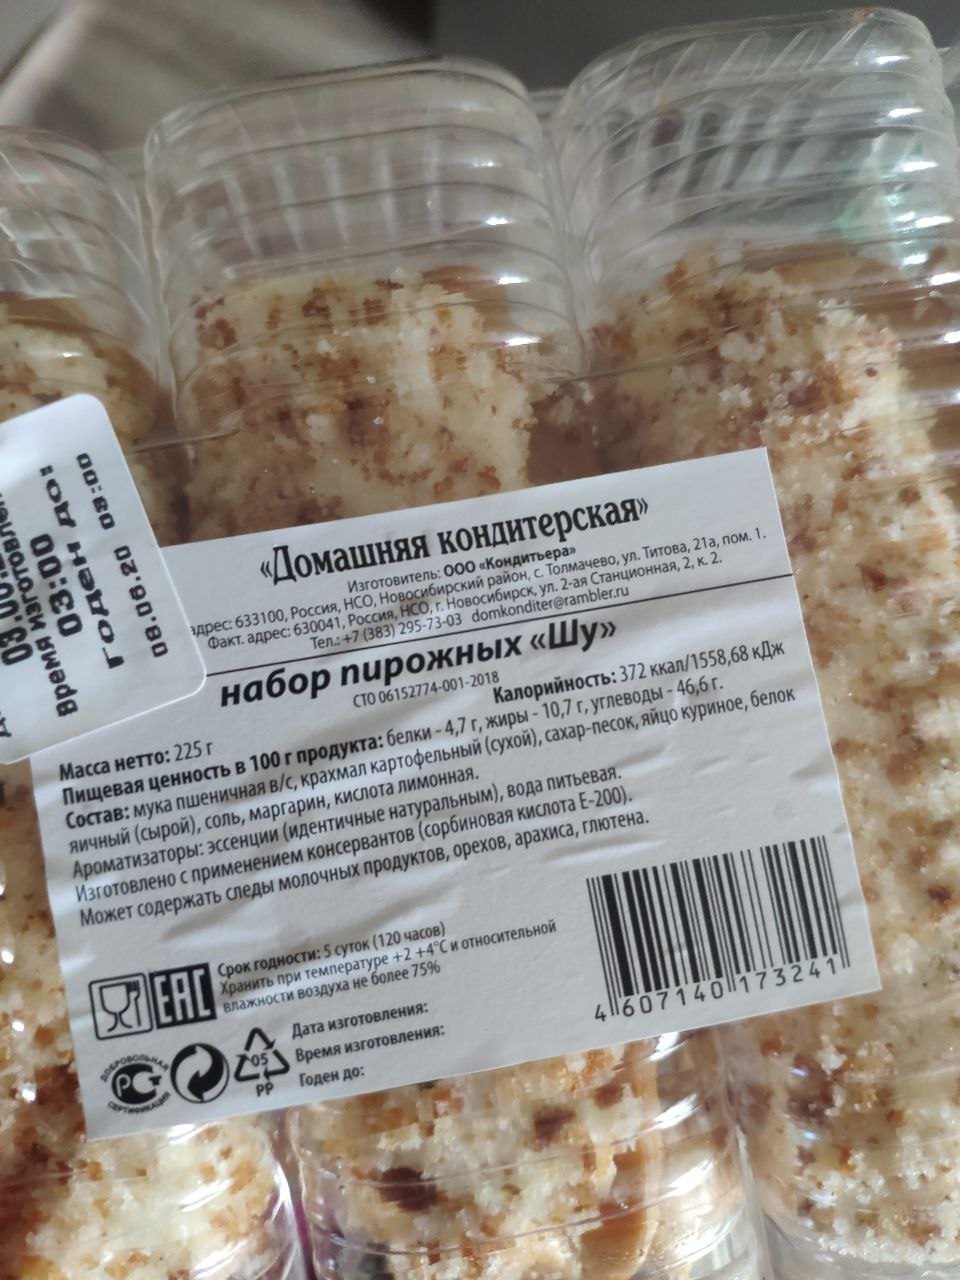 Время изготовлен
03:00
Годен до:
08.06.20 03:00
«Домашняя кондитерская»
Изготовитель: ООО «Кондитьера»
адрес: 633100, Россия, НСО, Новосибирский район, с. Толмачево, ул. Титова, 21а, пом. 1.
Факт. адрес: 630041, Россия, НСО, г. Новосибирск, ул. 2-ая Станционная, 2, к. 2.
Тел.: +7 (383) 295-73-03 domkonditer@rambler.ru
набор пирожных «Шу»
СТО 06152774-001-2018
Масса нетто: 225 г
Калорийность: 372 ккал/1558,68 кДж
Пищевая ценность в 100 г продукта: белки - 4,7 г, жиры - 10,7 г, углеводы - 46,6 г.
Состав: мука пшеничная в/с, крахмал картофельный (сухой), сахар-песок, яйцо куриное, белок
яичный (сырой), соль, маргарин, кислота лимонная.
Ароматизаторы: эссенции (идентичные натуральным), вода питьевая.
Изготовлено с применением консервантов (сорбиновая кислота Е-200).
Может содержать следы молочных продуктов, орехов, арахиса, глютена.
Срок годности: 5 суток (120 часов)
Хранить при температуре +2 +4°С и относительной
влажности воздуха не более 75%
EAC
Дата изготовления:
Время изготовления:
Годен до:
ДОБРОВОЛЬНАЯ
РСТ
СЕРТИФИКАЦИЯ
05
PP
4 607140 173241